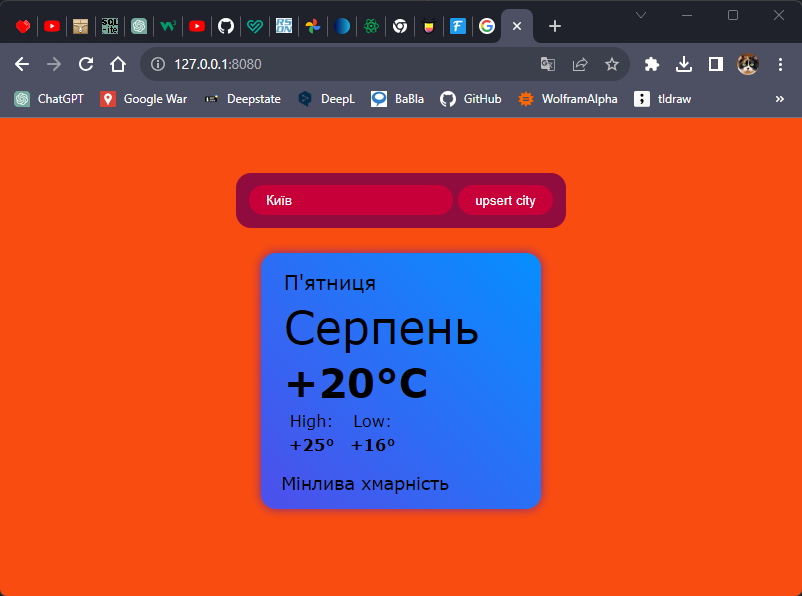 127.0.0.1:8080
ChatGPT Google War Deepstate DeepL BaBla GitHub WolframAlpha tldraw »
Київ upsert city
П'ятниця
Серпень
+20°C
High: Low:
+25° +16°
Мінлива хмарність